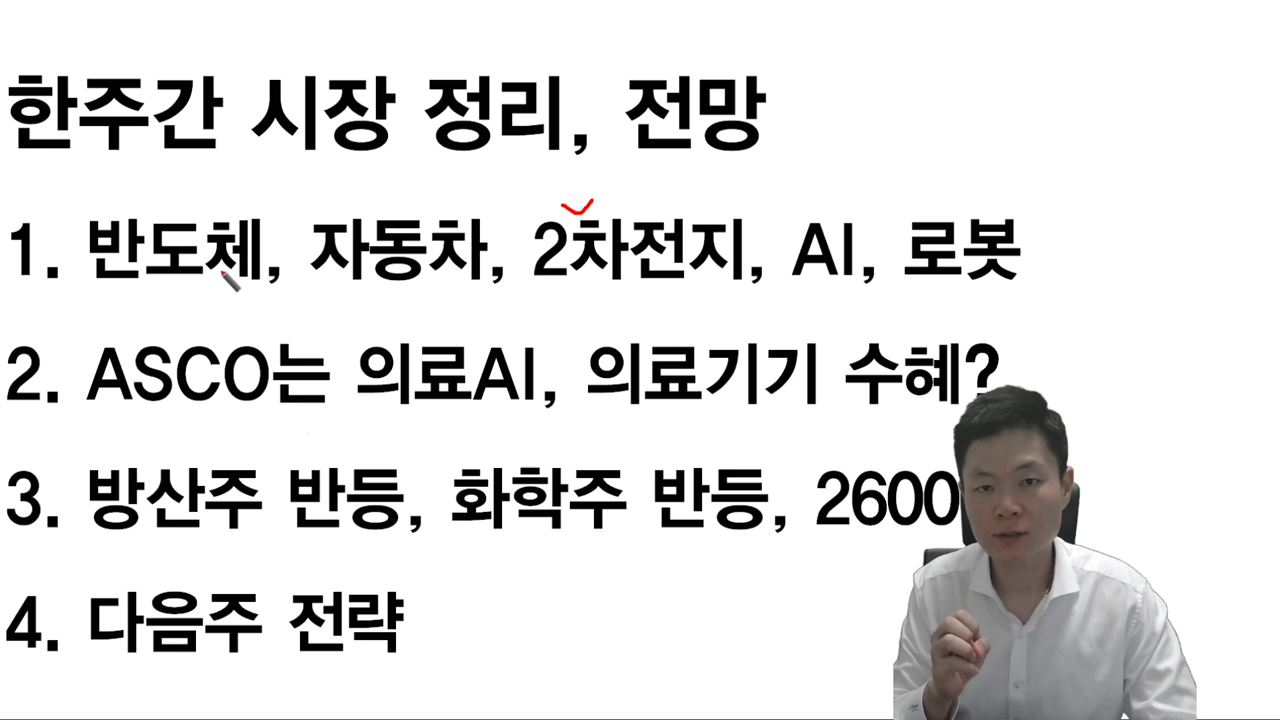 한주간 시장 정리, 전망
1. 반도체, 자동차, 2차전지, AI, 로봇
2. ASCO는 의료AI, 의료기기 수혜?
3. 방산주 반등, 화학주 반등, 2600
4. 다음주 전략